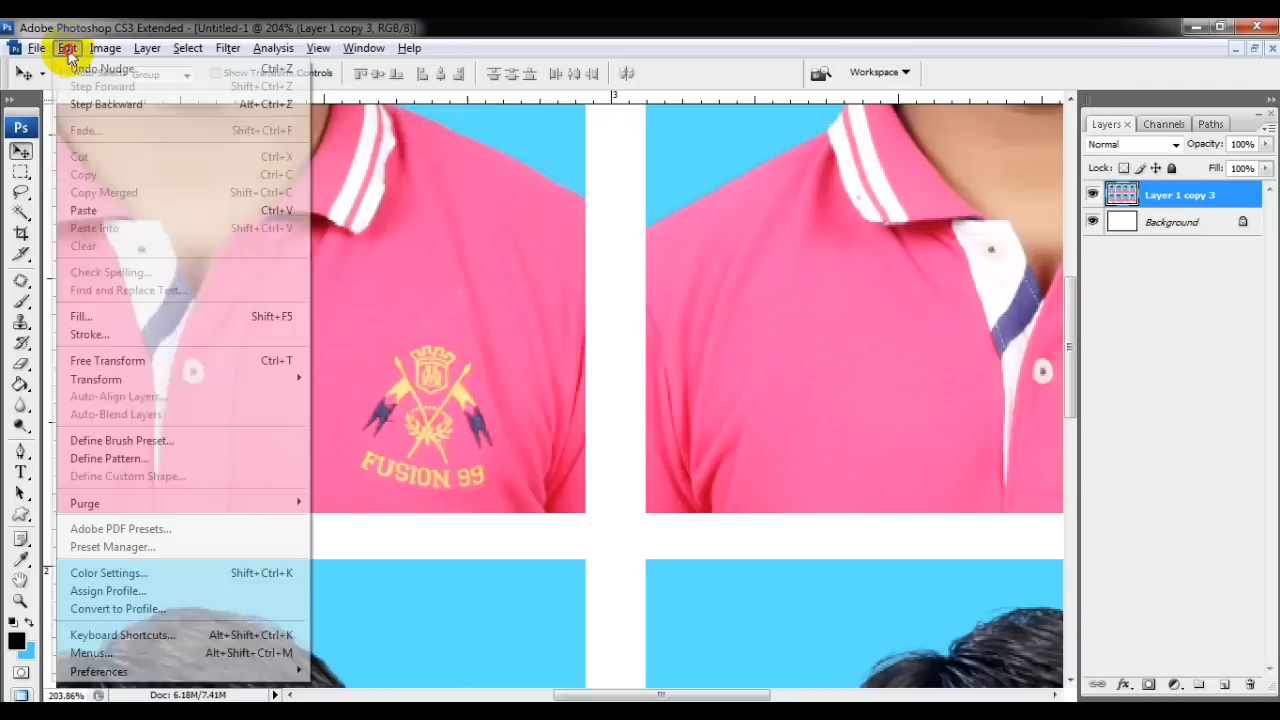 Adobe Photoshop CS3 Extended - [Untitled-1 @ 204% (Layer 1 copy 3, RGB/8)]
File Edit Image Layer Select Filter Analysis View Window Help
Auto Select: Group Show Transform Controls Workspace
Undo Nudge Ctrl+Z
Step Forward Shift+Ctrl+Z
Step Backward Alt+Ctrl+Z
Fade... Shift+Ctrl+F
Cut Ctrl+X
Copy Ctrl+C
Copy Merged Shift+Ctrl+C
Paste Ctrl+V
Paste Into Shift+Ctrl+V
Clear
Check Spelling...
Find and Replace Text...
Fill... Shift+F5
Stroke...
Free Transform Ctrl+T
Transform
Auto-Align Layers...
Auto-Blend Layers
Define Brush Preset...
Define Pattern...
Define Custom Shape...
Purge
Adobe PDF Presets...
Preset Manager...
Color Settings... Shift+Ctrl+K
Assign Profile...
Convert to Profile...
Keyboard Shortcuts... Alt+Shift+Ctrl+K
Menus... Alt+Shift+Ctrl+M
Preferences
Ps
3
2
FUSION 99
Layers Channels Paths
Normal Opacity: 100%
Lock: Fill: 100%
Layer 1 copy 3
Background
203.86% Doc: 6.18M/7.41M